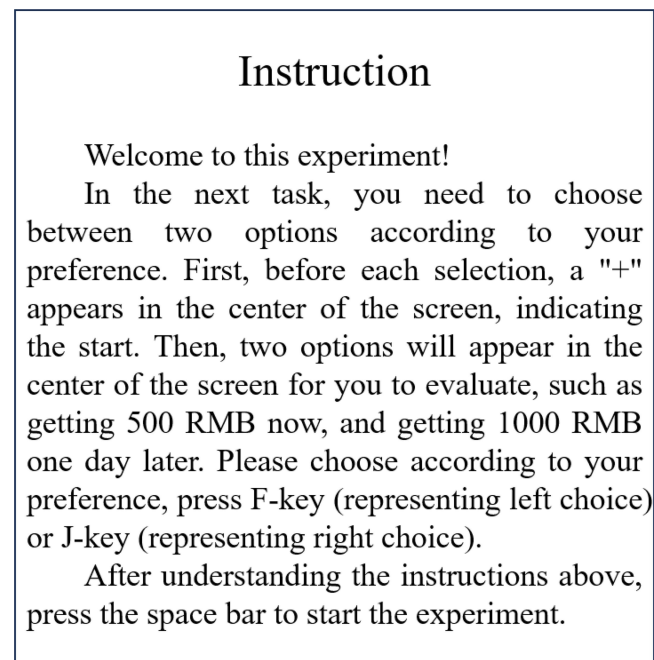 Instruction
Welcome to this experiment!
In the next task, you need to choose
between two options according to your
preference. First, before each selection, a "+"
appears in the center of the screen, indicating
the start. Then, two options will appear in the
center of the screen for you to evaluate, such as
getting 500 RMB now, and getting 1000 RMB
one day later. Please choose according to your
preference, press F-key (representing left choice)
or J-key (representing right choice).
After understanding the instructions above,
press the space bar to start the experiment.